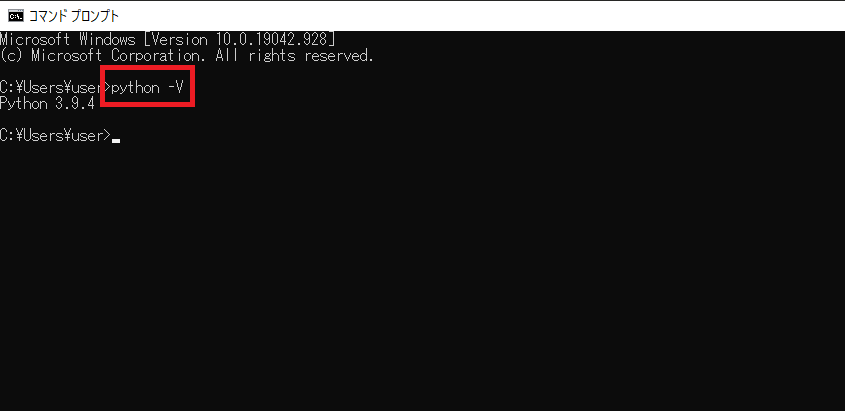 コマンド プロンプト
Microsoft Windows [Version 10.0.19042.928]
(c) Microsoft Corporation. All rights reserved.
C:¥Users¥user>python -V
Python 3.9.4
C:¥Users¥user>